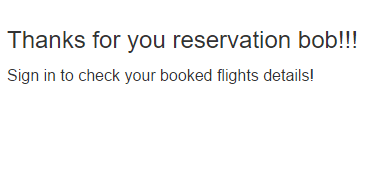 Thanks for you reservation bob!!!
Sign in to check your booked flights details!